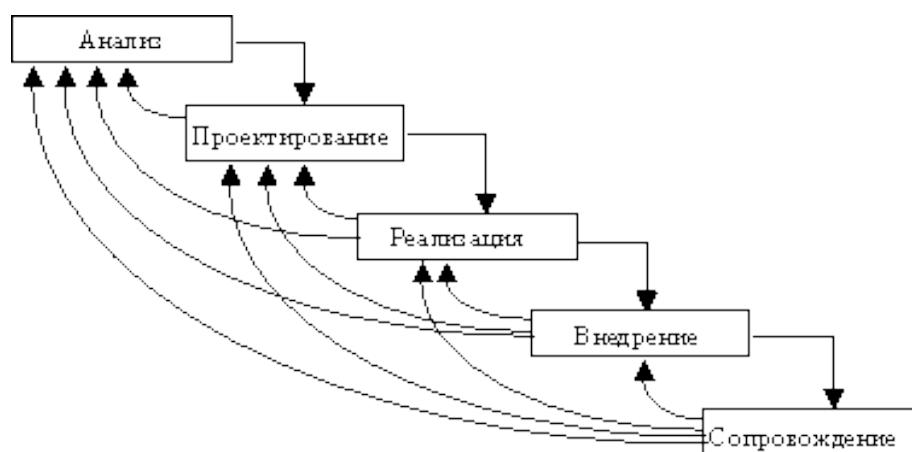 Анализ
Проектирование
Реализация
Внедрение
Сопровождение